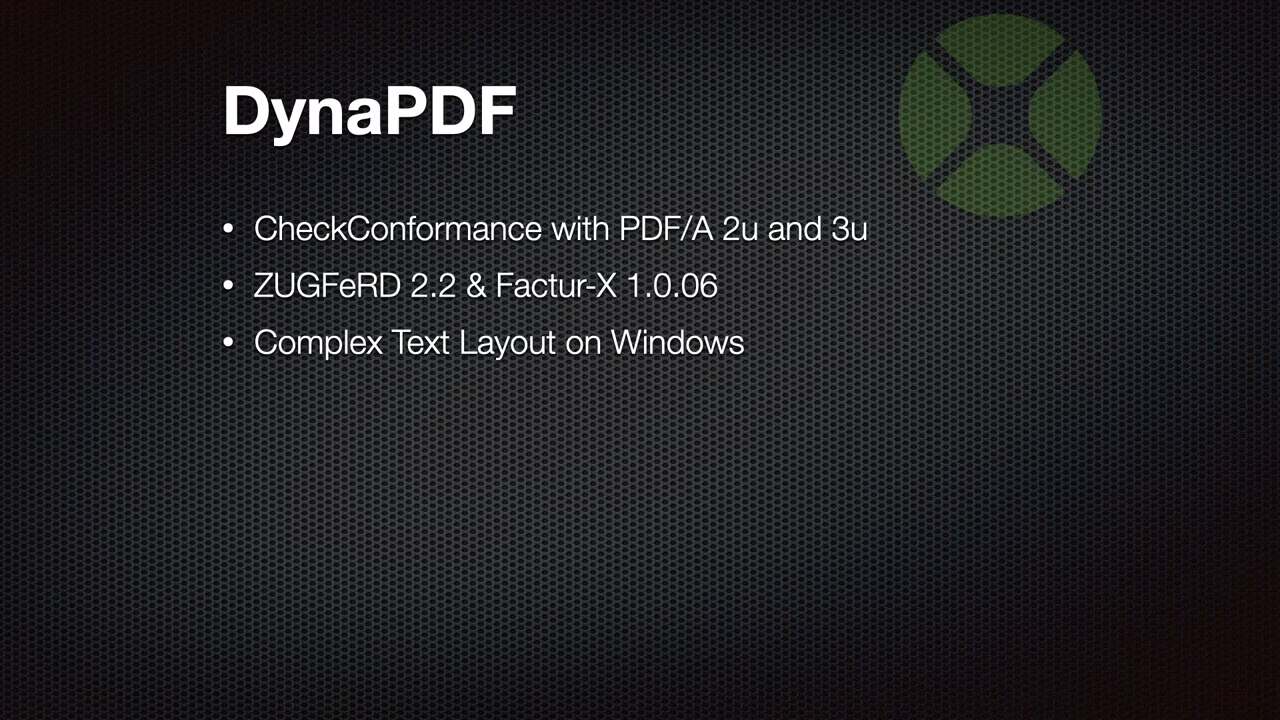 DynaPDF
• CheckConformance with PDF/A 2u and 3u
• ZUGFeRD 2.2 & Factur-X 1.0.06
• Complex Text Layout on Windows